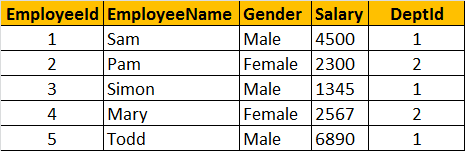 EmployeeId EmployeeName Gender Salary DeptId
1 Sam Male 4500 1
2 Pam Female 2300 2
3 Simon Male 1345 1
4 Mary Female 2567 2
5 Todd Male 6890 1